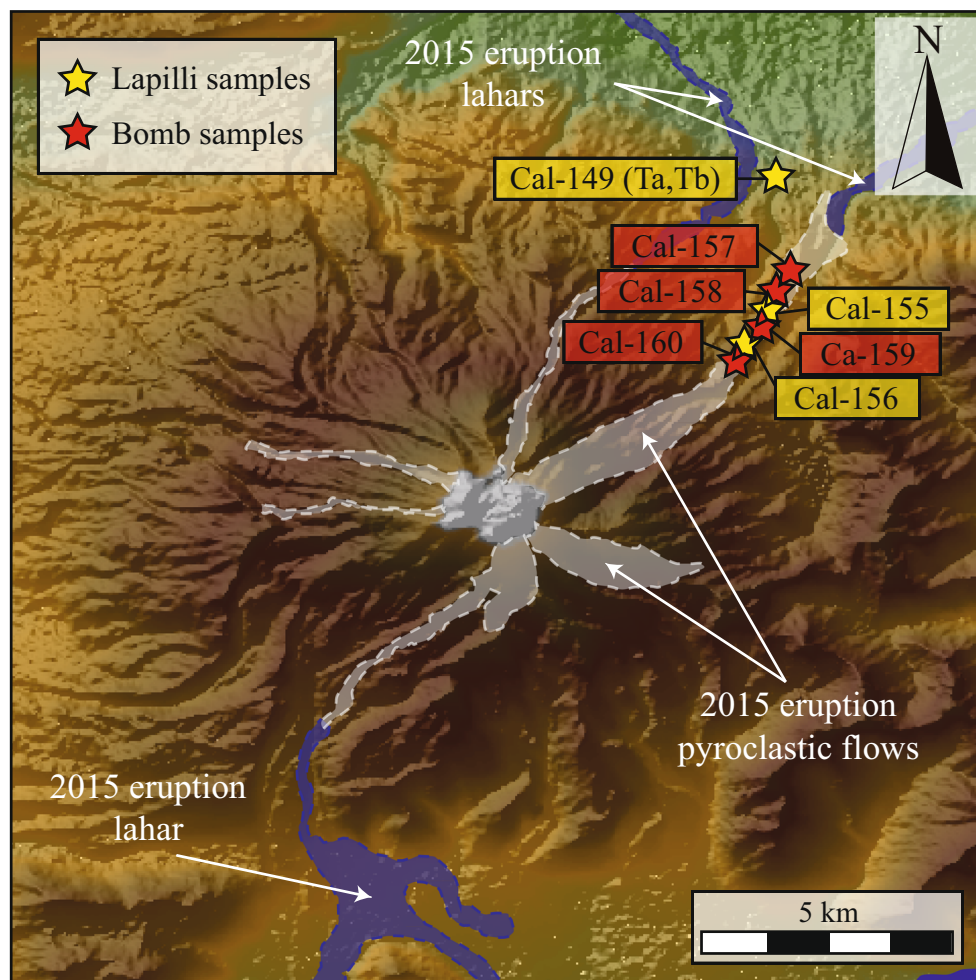 Lapilli samples
Bomb samples
2015 eruption
lahars
N
Cal-149 (Ta,Tb)
Cal-157
Cal-158
Cal-155
Cal-160
Ca-159
Cal-156
2015 eruption
pyroclastic flows
2015 eruption
lahar
5 km